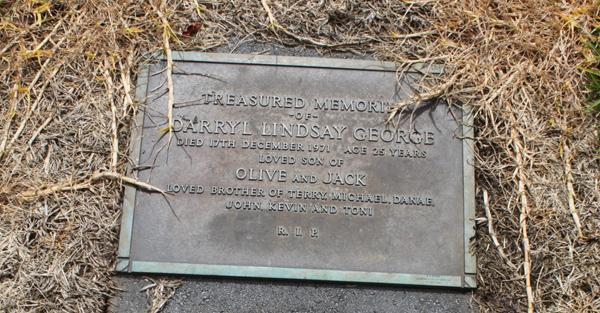 TREASURED MEMORI
-OF-
DARRYL LINDSAY GEORGE
DIED 17TH DECEMBER 1971 AGE 25 YEARS
LOVED SON OF
OLIVE AND JACK
LOVED BROTHER OF TERRY, MICHAEL, DANAE,
JOHN, KEVIN AND TONI
R. I. P.